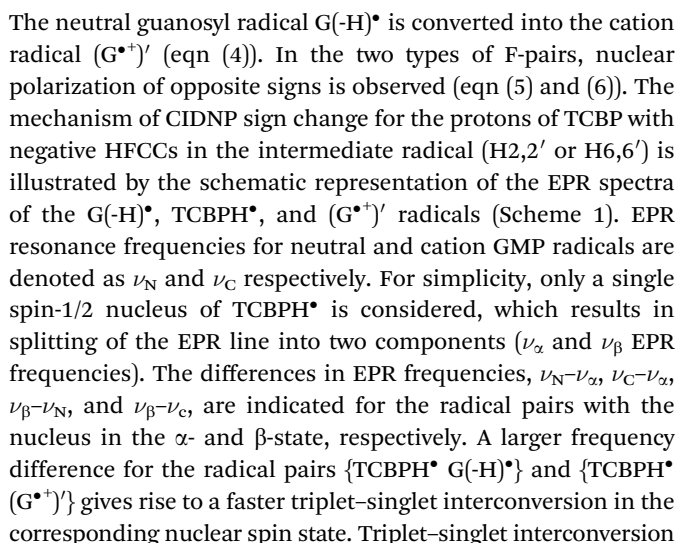 The neutral guanosyl radical G(-H)• is converted into the cation
radical (G•+)′ (eqn (4)). In the two types of F-pairs, nuclear
polarization of opposite signs is observed (eqn (5) and (6)). The
mechanism of CIDNP sign change for the protons of TCBP with
negative HFCCs in the intermediate radical (H2,2′ or H6,6′) is
illustrated by the schematic representation of the EPR spectra
of the G(-H)•, TCBPH•, and (G•+)′ radicals (Scheme 1). EPR
resonance frequencies for neutral and cation GMP radicals are
denoted as νN and νC respectively. For simplicity, only a single
spin-1/2 nucleus of TCBPH• is considered, which results in
splitting of the EPR line into two components (να and νβ EPR
frequencies). The differences in EPR frequencies, νN–να, νC–να,
νβ–νN, and νβ–νc, are indicated for the radical pairs with the
nucleus in the α- and β-state, respectively. A larger frequency
difference for the radical pairs {TCBPH• G(-H)•} and {TCBPH•
(G•+)′} gives rise to a faster triplet–singlet interconversion in the
corresponding nuclear spin state. Triplet–singlet interconversion